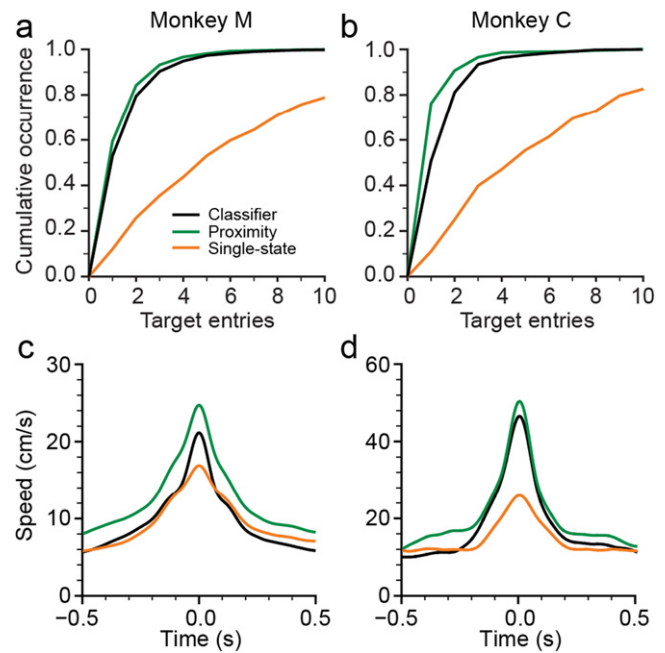 a Monkey M
b Monkey C
Cumulative occurrence
1.0
0.8
0.6
0.4
0.2
0.0
0 2 4 6 8 10
Target entries
Classifier
Proximity
Single-state
1.0
0.8
0.6
0.4
0.2
0.0
0 2 4 6 8 10
Target entries
c
Speed (cm/s)
30
20
10
0
−0.5 0.0 0.5
Time (s)
d
60
40
20
0
−0.5 0.0 0.5
Time (s)